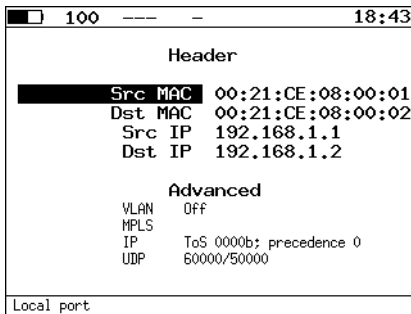 100 --- – 18:43
Header
Src MAC 00:21:CE:08:00:01
Dst MAC 00:21:CE:08:00:02
Src IP 192.168.1.1
Dst IP 192.168.1.2
Advanced
VLAN Off
MPLS
IP ToS 0000b; precedence 0
UDP 60000/50000
Local port